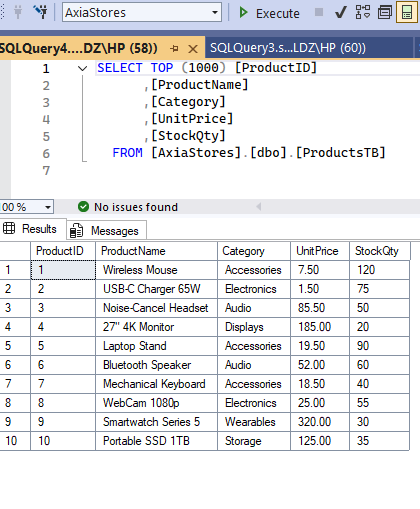 AxiaStores
Execute
SQLQuery4....DZ\HP (58))
SQLQuery3.s...LDZ\HP (60))
1 SELECT TOP (1000) [ProductID]
2 ,[ProductName]
3 ,[Category]
4 ,[UnitPrice]
5 ,[StockQty]
6 FROM [AxiaStores].[dbo].[ProductsTB]
7
00 %
No issues found
Results
Messages
ProductID ProductName Category UnitPrice StockQty
1 1 Wireless Mouse Accessories 7.50 120
2 2 USB-C Charger 65W Electronics 1.50 75
3 3 Noise-Cancel Headset Audio 85.50 50
4 4 27" 4K Monitor Displays 185.00 20
5 5 Laptop Stand Accessories 19.50 90
6 6 Bluetooth Speaker Audio 52.00 60
7 7 Mechanical Keyboard Accessories 18.50 40
8 8 WebCam 1080p Electronics 25.00 55
9 9 Smartwatch Series 5 Wearables 320.00 30
10 10 Portable SSD 1TB Storage 125.00 35